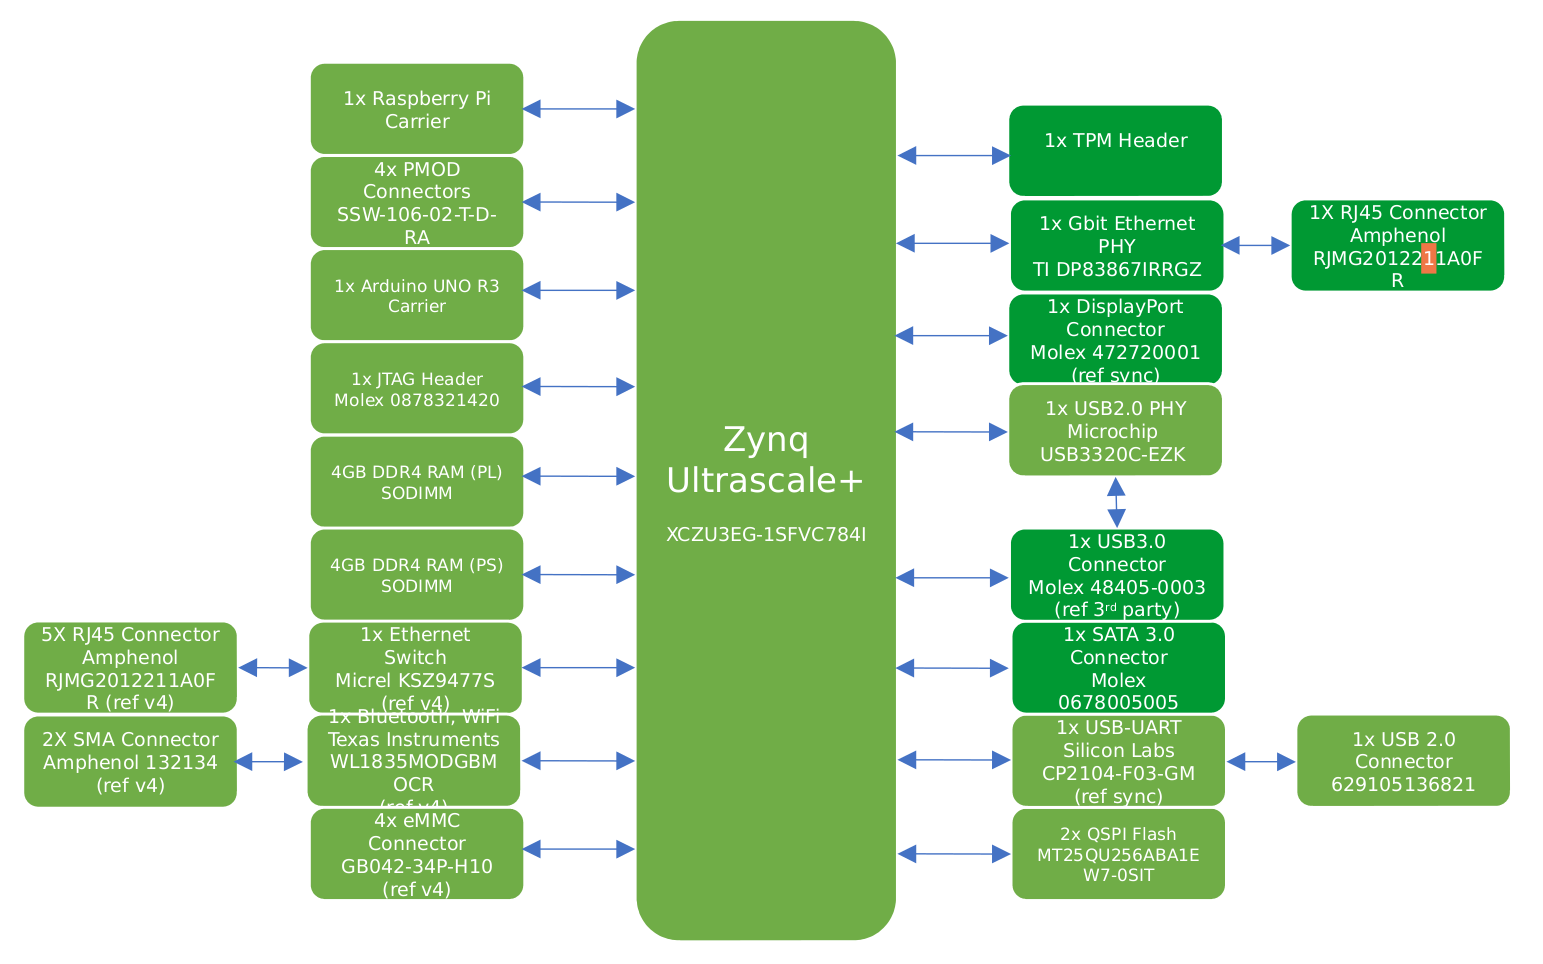 1x Raspberry Pi
Carrier
4x PMOD
Connectors
SSW-106-02-T-D-
RA
1x Arduino UNO R3
Carrier
1x JTAG Header
Molex 0878321420
4GB DDR4 RAM (PL)
SODIMM
4GB DDR4 RAM (PS)
SODIMM
5X RJ45 Connector
Amphenol
RJMG2012211A0F
R (ref v4)
1x Ethernet
Switch
Micrel KSZ9477S
(ref v4)
2X SMA Connector
Amphenol 132134
(ref v4)
1x Bluetooth, WiFi
Texas Instruments
WL1835MODGBM
OCR
(ref v4)
4x eMMC
Connector
GB042-34P-H10
(ref v4)
Zynq
Ultrascale+
XCZU3EG-1SFVC784I
1x TPM Header
1x Gbit Ethernet
PHY
TI DP83867IRRGZ
1X RJ45 Connector
Amphenol
RJMG2012211A0F
R
1x DisplayPort
Connector
Molex 472720001
(ref sync)
1x USB2.0 PHY
Microchip
USB3320C-EZK
1x USB3.0
Connector
Molex 48405-0003
(ref 3rd party)
1x SATA 3.0
Connector
Molex
0678005005
1x USB-UART
Silicon Labs
CP2104-F03-GM
(ref sync)
1x USB 2.0
Connector
629105136821
2x QSPI Flash
MT25QU256ABA1E
W7-0SIT